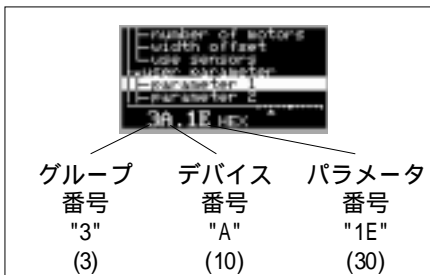 number of motors
width offset
use sensors
user parameter
parameter 1
parameter 2
3A.1E HEX
グループ デバイス パラメータ
番号 番号 番号
"3" "A" "1E"
(3) (10) (30)